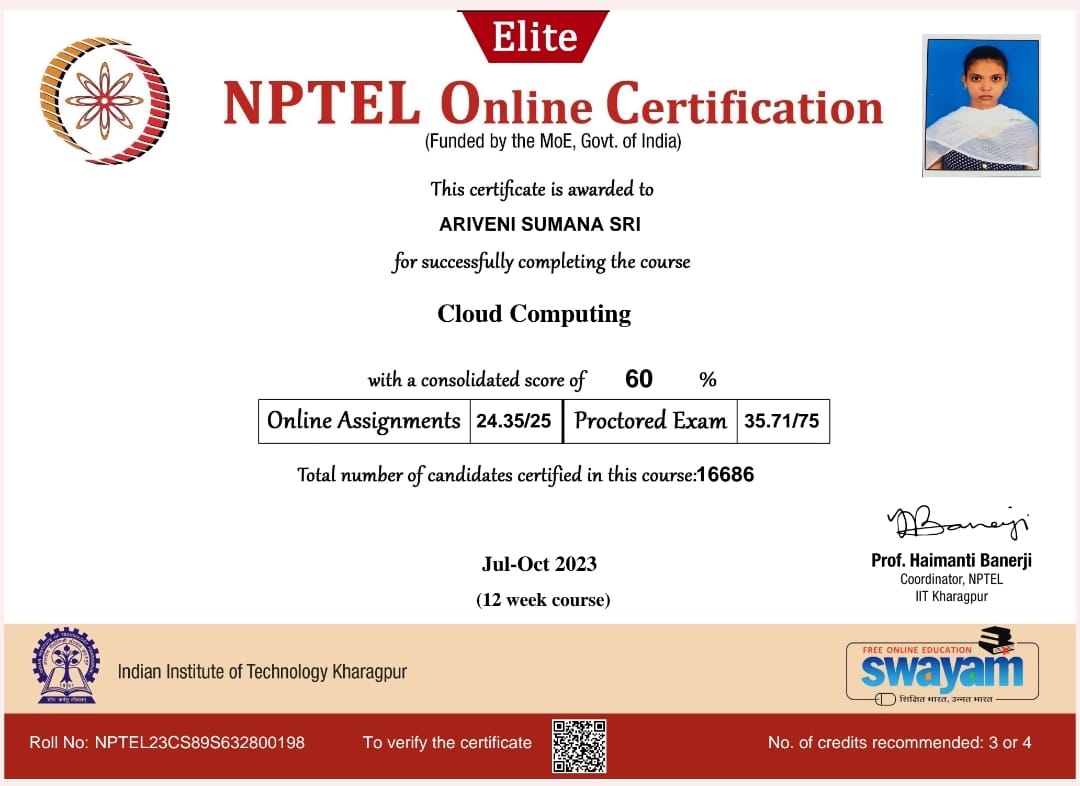 Elite
NPTEL Online Certification
(Funded by the MoE, Govt. of India)
This certificate is awarded to
ARIVENI SUMANA SRI
for successfully completing the course
Cloud Computing
with a consolidated score of 60 %
Online Assignments 24.35/25 Proctored Exam 35.71/75
Total number of candidates certified in this course:16686
Jul-Oct 2023
(12 week course)
Prof. Haimanti Banerji
Coordinator, NPTEL
IIT Kharagpur
Indian Institute of Technology Kharagpur
FREE ONLINE EDUCATION
swayam
शिक्षित भारत, उन्नत भारत
Roll No: NPTEL23CS89S632800198 To verify the certificate No. of credits recommended: 3 or 4